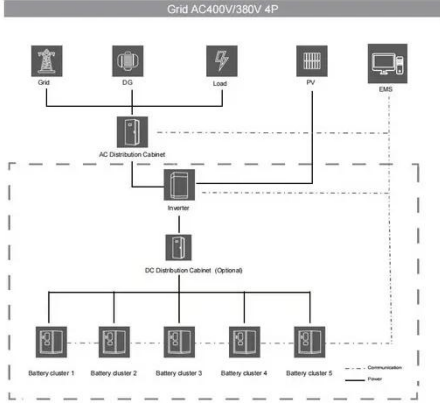 Grid AC400V/380V 4P
Grid
DG
Load
PV
EMS
AC Distribution Cabinet
Inverter
DC Distribution Cabinet (Optional)
Battery cluster 1
Battery cluster 2
Battery cluster 3
Battery cluster 4
Battery cluster 5
Communication
Power